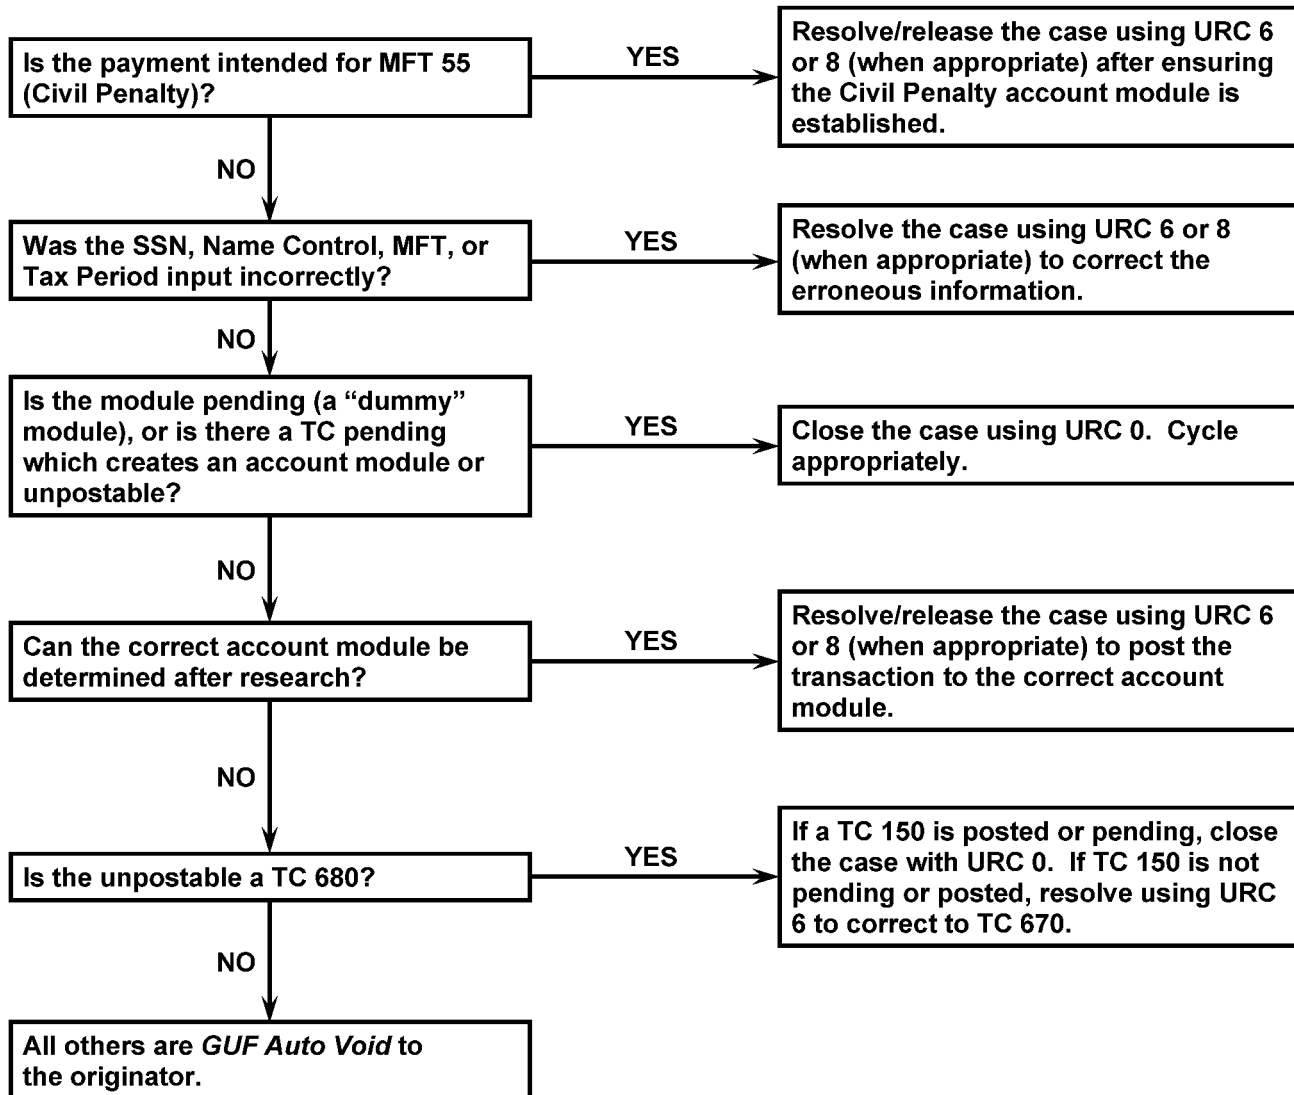 Is the payment intended for MFT 55
(Civil Penalty)?
YES
Resolve/release the case using URC 6
or 8 (when appropriate) after ensuring
the Civil Penalty account module is
established.
NO
Was the SSN, Name Control, MFT, or
Tax Period input incorrectly?
YES
Resolve the case using URC 6 or 8
(when appropriate) to correct the
erroneous information.
NO
Is the module pending (a “dummy”
module), or is there a TC pending
which creates an account module or
unpostable?
YES
Close the case using URC 0.  Cycle
appropriately.
NO
Can the correct account module be
determined after research?
YES
Resolve/release the case using URC 6
or 8 (when appropriate) to post the
transaction to the correct account
module.
NO
Is the unpostable a TC 680?
YES
If a TC 150 is posted or pending, close
the case with URC 0.  If TC 150 is not
pending or posted, resolve using URC
6 to correct to TC 670.
NO
All others are GUF Auto Void to
the originator.